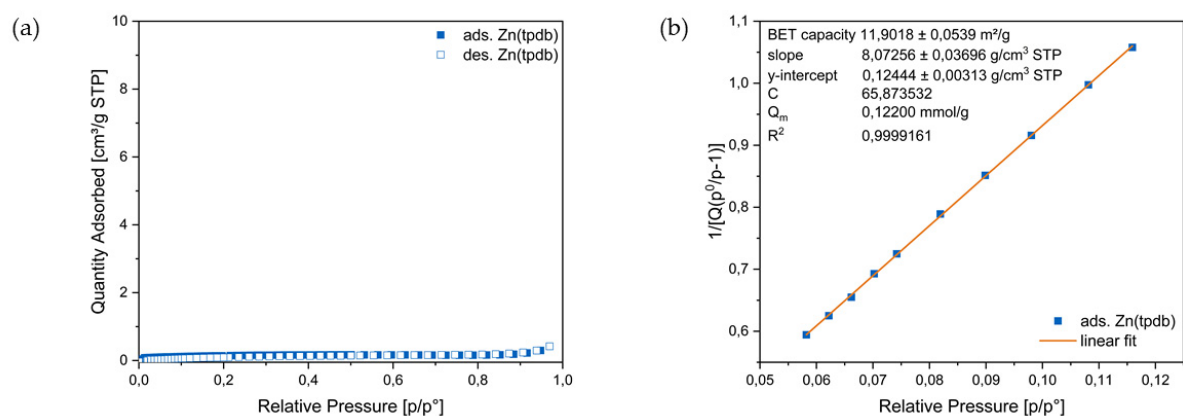 (a)
10
8
6
4
2
0
0,0 0,2 0,4 0,6 0,8 1,0
Quantity Adsorbed [cm³/g STP]
Relative Pressure [p/p°]
ads. Zn(tpdb)
des. Zn(tpdb)
(b)
1,1
1,0
0,9
0,8
0,7
0,6
0,05 0,06 0,07 0,08 0,09 0,10 0,11 0,12
1/[Q(p⁰/p-1)]
Relative Pressure [p/p°]
BET capacity 11,9018 ± 0,0539 m²/g
slope 8,07256 ± 0,03696 g/cm³ STP
y-intercept 0,12444 ± 0,00313 g/cm³ STP
C 65,873532
Qₘ 0,12200 mmol/g
R² 0,9999161
ads. Zn(tpdb)
linear fit